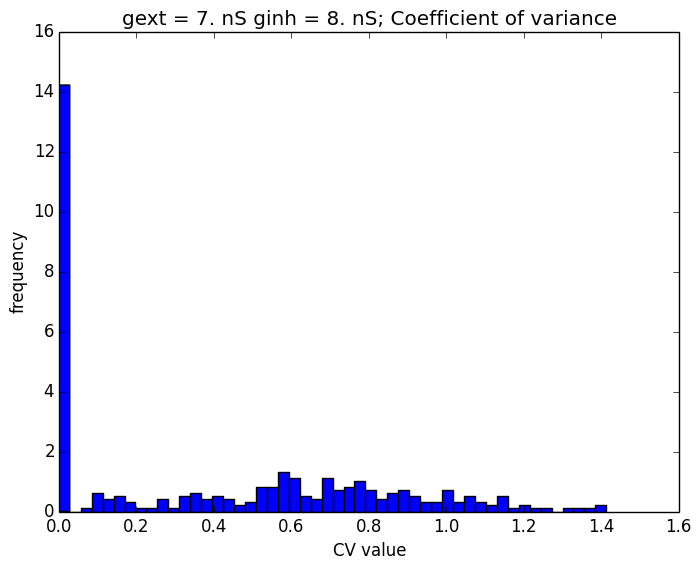 gext = 7. nS ginh = 8. nS; Coefficient of variance
16
14
12
10
8
6
4
2
0
frequency
0.0 0.2 0.4 0.6 0.8 1.0 1.2 1.4 1.6
CV value